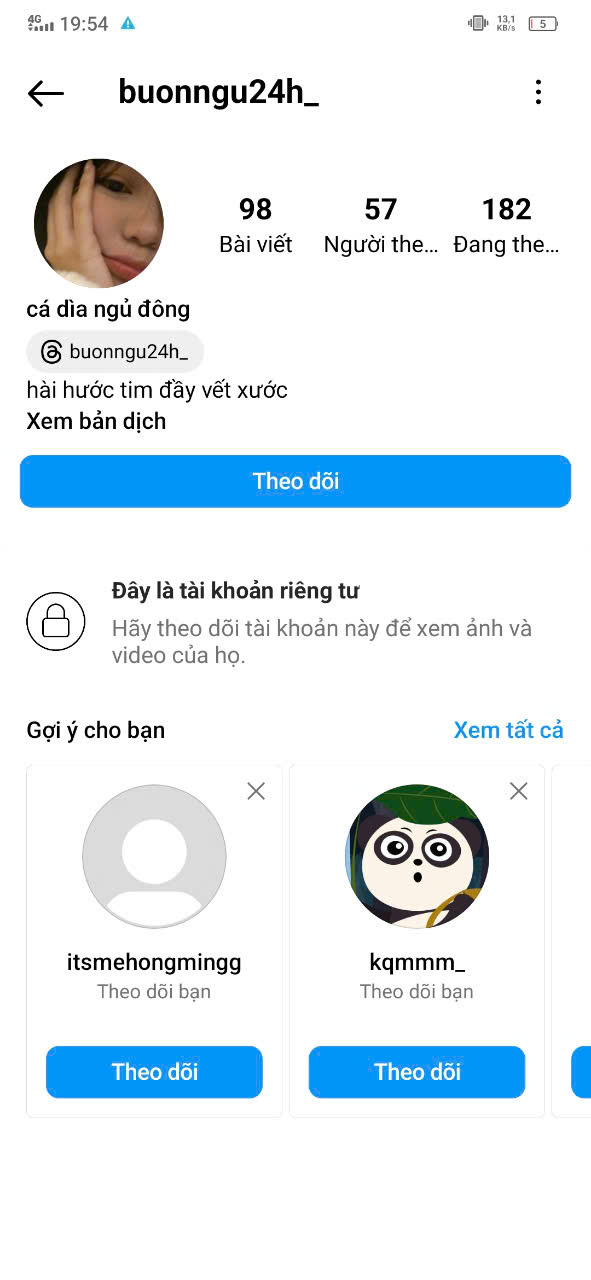 4G 19:54 13,1 KB/s 5
buonngu24h_
98 57 182
Bài viết Người the... Đang the...
cá dìa ngủ đông
buonngu24h_
hài hước tim đầy vết xước
Xem bản dịch
Theo dõi
Đây là tài khoản riêng tư
Hãy theo dõi tài khoản này để xem ảnh và
video của họ.
Gợi ý cho bạn Xem tất cả
itsmehongmingg kqmmm_
Theo dõi bạn Theo dõi bạn
Theo dõi Theo dõi